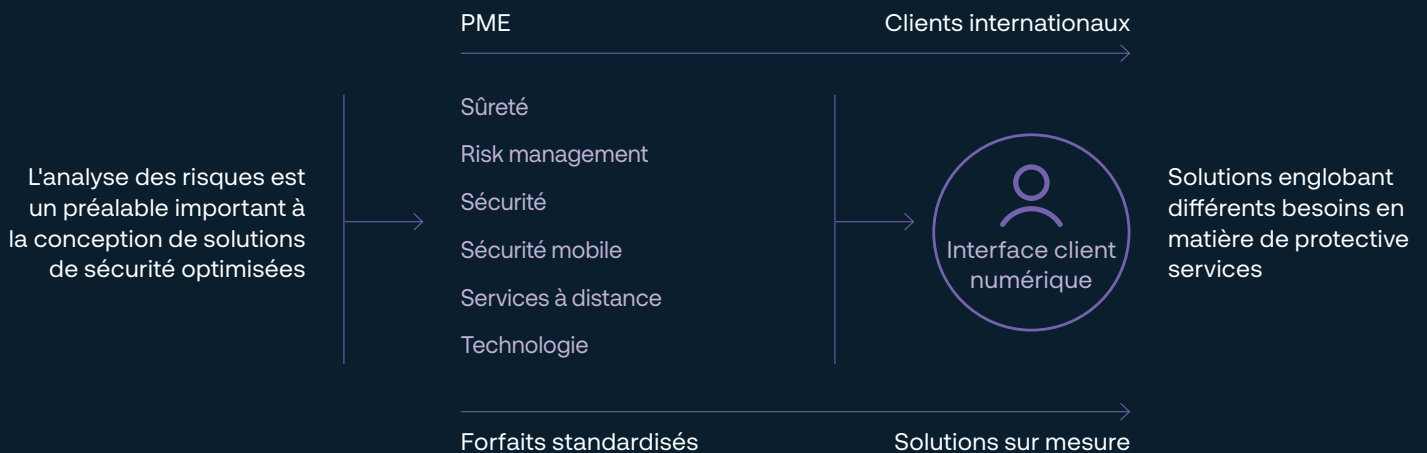 PME
Clients internationaux
L'analyse des risques est
un préalable important à
la conception de solutions
de sécurité optimisées
Sûreté
Risk management
Sécurité
Sécurité mobile
Services à distance
Technologie
Interface client
numérique
Solutions englobant
différents besoins en
matière de protective
services
Forfaits standardisés
Solutions sur mesure